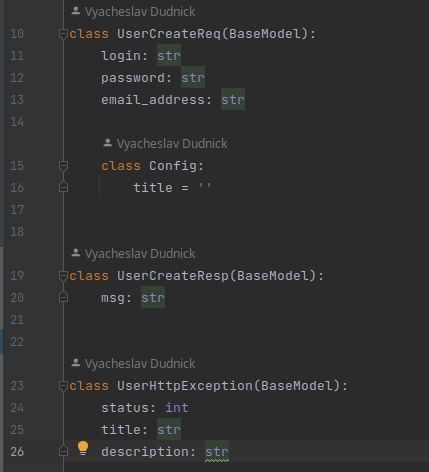 Vyacheslav Dudnick
10 class UserCreateReq(BaseModel):
11 login: str
12 password: str
13 email_address: str
14
Vyacheslav Dudnick
15 class Config:
16 title = ''
17
18
Vyacheslav Dudnick
19 class UserCreateResp(BaseModel):
20 msg: str
21
22
Vyacheslav Dudnick
23 class UserHttpException(BaseModel):
24 status: int
25 title: str
26 description: str